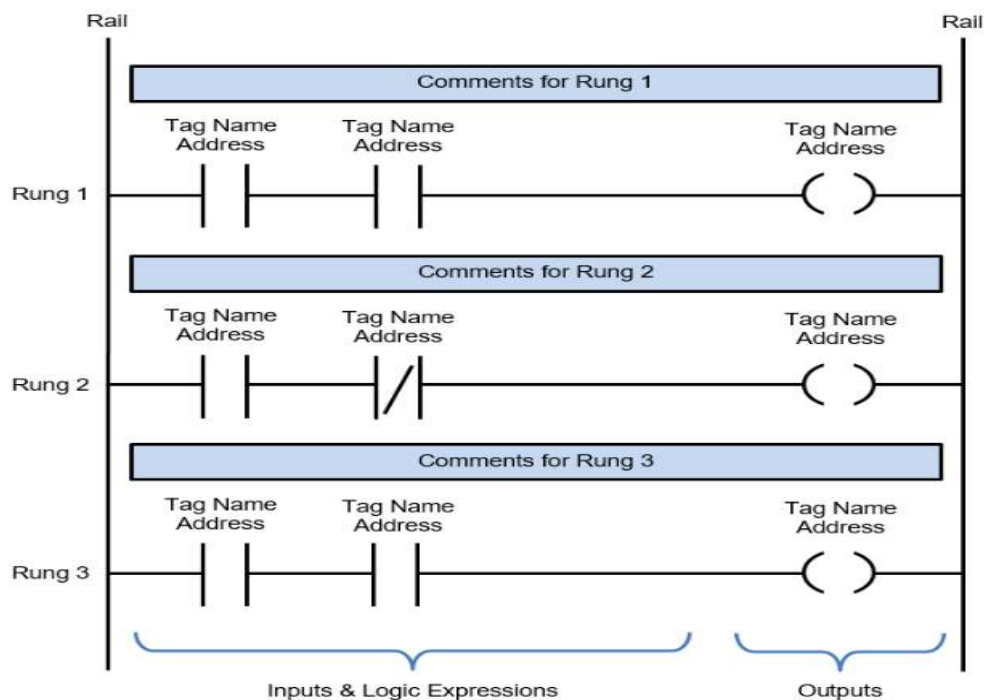 Rail
Rail
Comments for Rung 1
Tag Name
Address
Tag Name
Address
Tag Name
Address
Rung 1
Comments for Rung 2
Tag Name
Address
Tag Name
Address
Tag Name
Address
Rung 2
Comments for Rung 3
Tag Name
Address
Tag Name
Address
Tag Name
Address
Rung 3
Inputs & Logic Expressions
Outputs